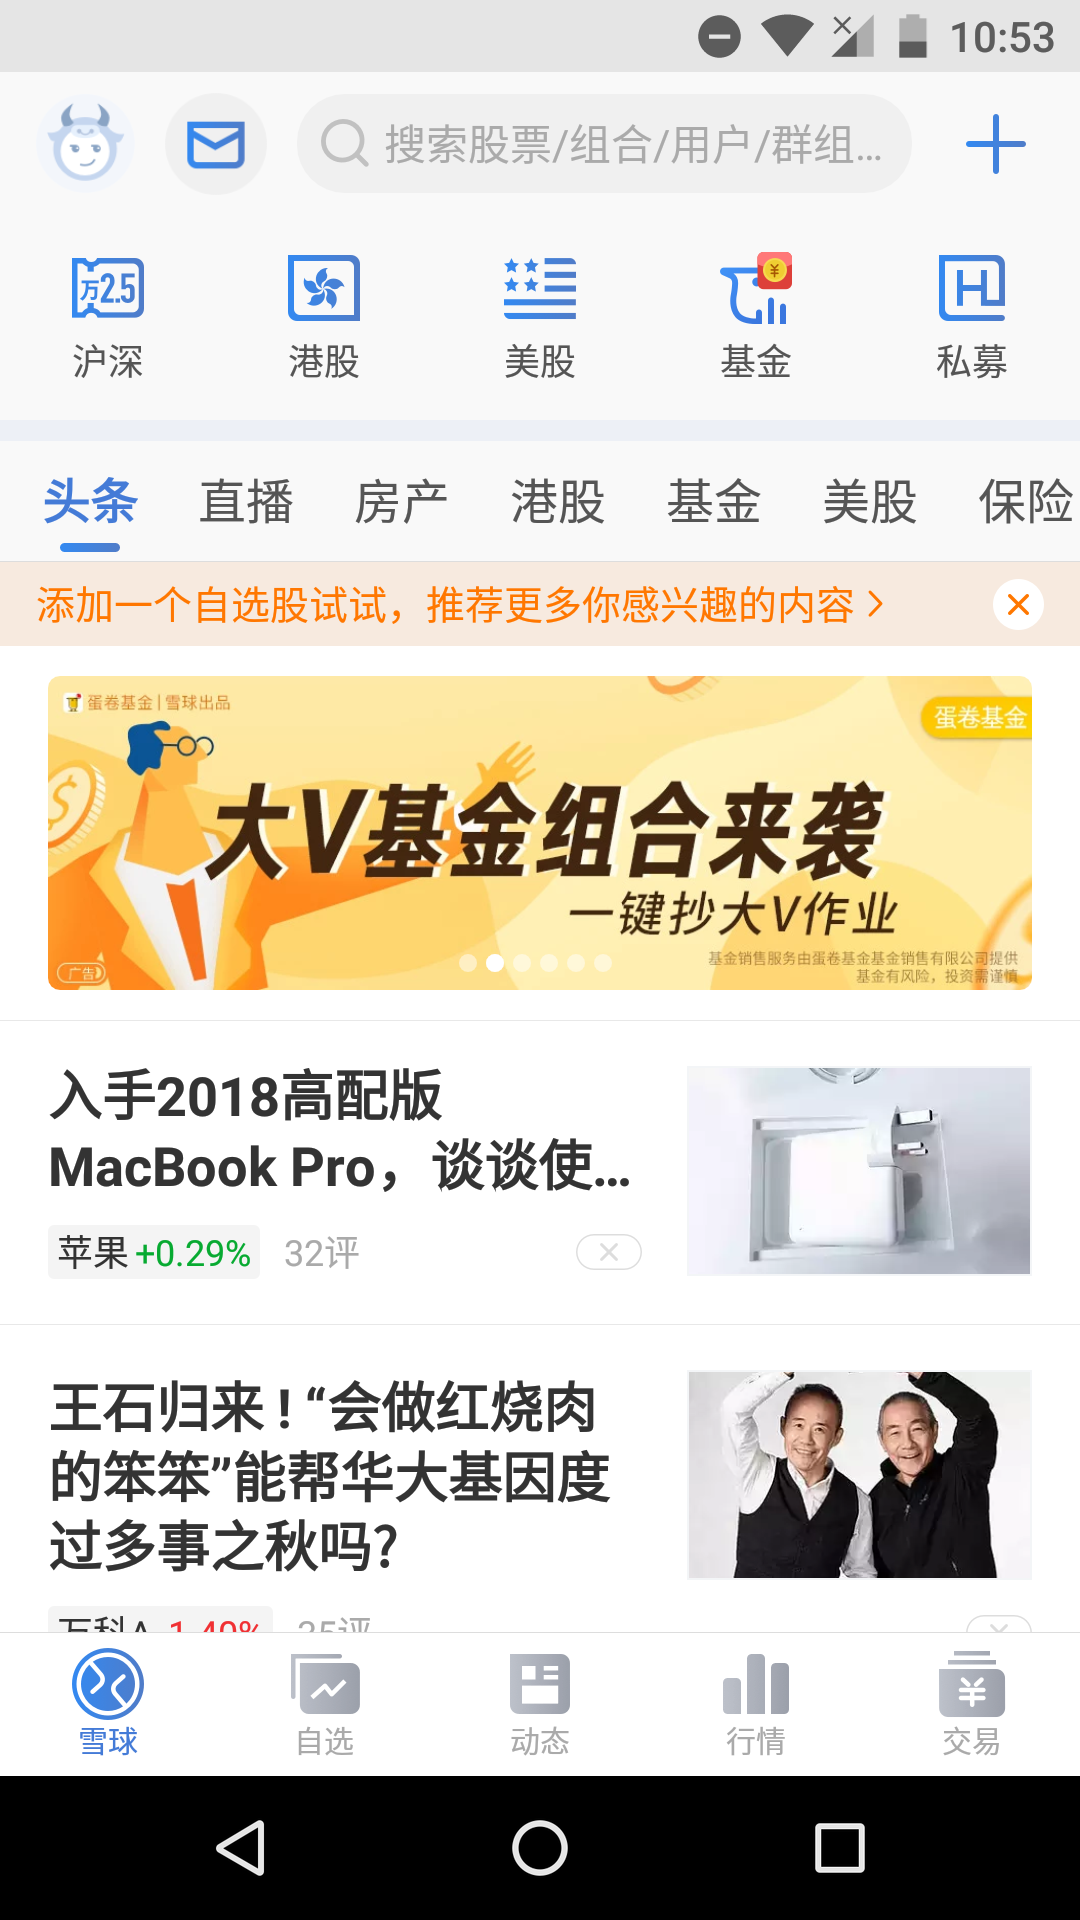 10:53
搜索股票/组合/用户/群组...
万2.5
沪深
港股
美股
基金
私募
头条
直播
房产
港股
基金
美股
保险
添加一个自选股试试，推荐更多你感兴趣的内容
蛋卷基金 | 雪球出品
蛋卷基金
大V基金组合来袭
一键抄大V作业
基金销售服务由蛋卷基金基金销售有限公司提供
基金有风险，投资需谨慎
广告
入手2018高配版
MacBook Pro，谈谈使...
苹果 +0.29%
32评
王石归来！“会做红烧肉
的笨笨”能帮华大基因度
过多事之秋吗?
万科A
35评
雪球
自选
动态
行情
交易